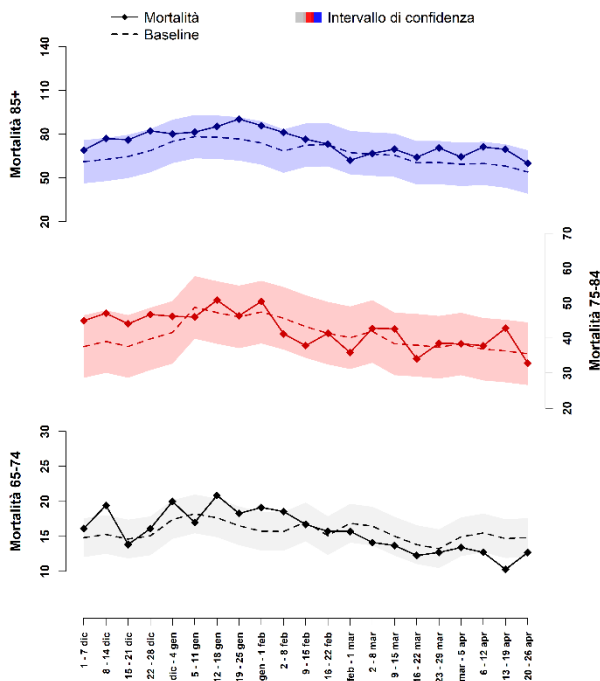 Mortalità
Baseline
Intervallo di confidenza
Mortalità 85+
140
110
80
50
20
Mortalità 75-84
70
60
50
40
30
20
Mortalità 65-74
30
25
20
15
10
1 - 7 dic
8 - 14 dic
15 - 21 dic
22 - 28 dic
dic - 4 gen
5 - 11 gen
12 - 18 gen
19 - 25 gen
gen - 1 feb
2 - 8 feb
9 - 15 feb
16 - 22 feb
feb - 1 mar
2 - 8 mar
9 - 15 mar
16 - 22 mar
23 - 29 mar
mar - 5 apr
6 - 12 apr
13 - 19 apr
20 - 26 apr